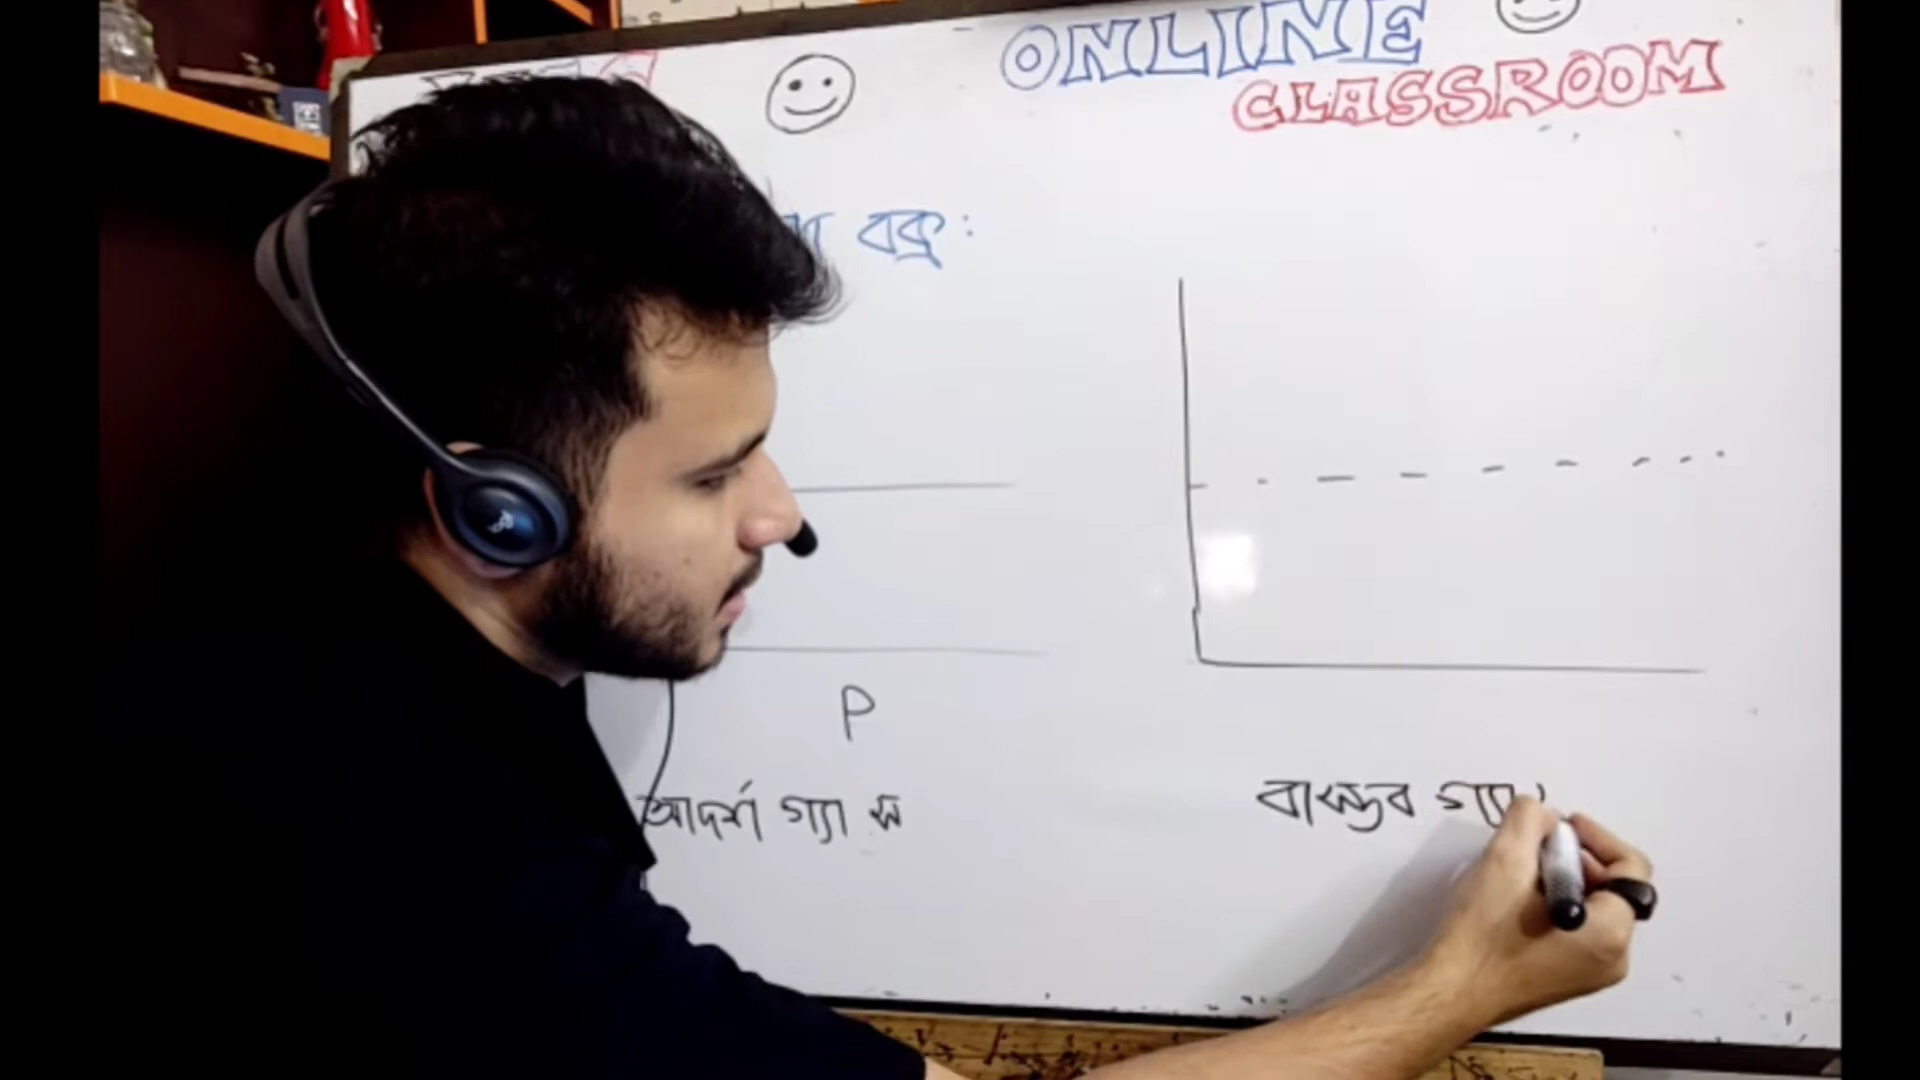 ONLINE
CLASSROOM
বক্র :
P
আদর্শ গ্যাস
বাস্তব গ্যা